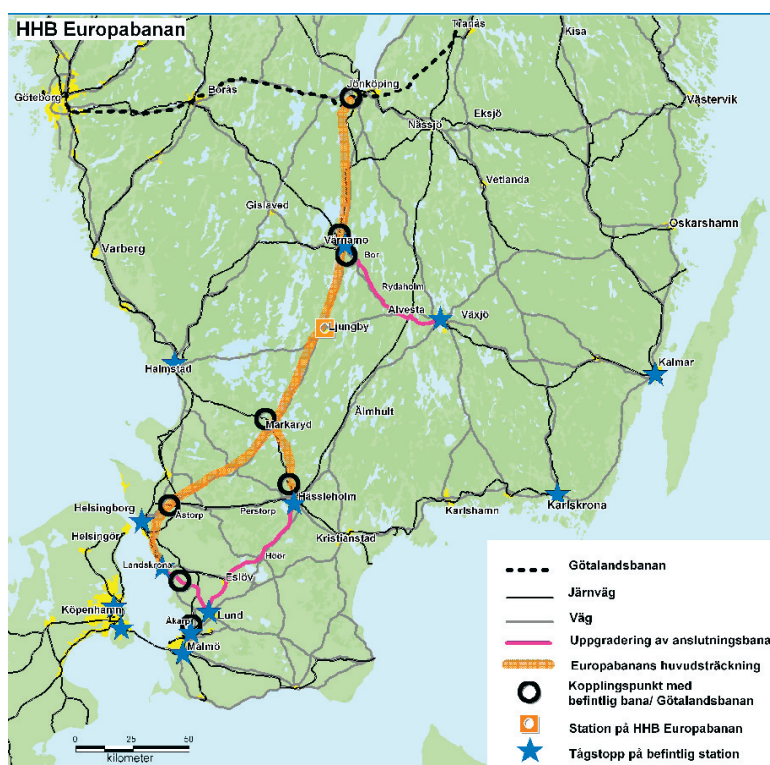 HHB Europabanan
Tranås
Kisa
Jönköping
Göteborg
Borås
Västervik
Eksjö
Nässjö
Vetlanda
Gislaved
Oskarshamn
Varberg
Värnamo
Bor
Rydaholm
Alvesta
Växjö
Ljungby
Halmstad
Kalmar
Älmhult
Markaryd
Hässleholm
Helsingborg
Åstorp
Perstorp
Karlshamn
Karlskrona
Helsingör
Kristianstad
Landskrona
Höör
Eslöv
Köpenhamn
Lund
Åkarp
Malmö
Götalandsbanan
Järnväg
Väg
Uppgradering av anslutningsbana
Europabanans huvudsträckning
Kopplingspunkt med
befintlig bana/ Götalandsbanan
Station på HHB Europabanan
Tågstopp på befintlig station
0 25 50
kilometer